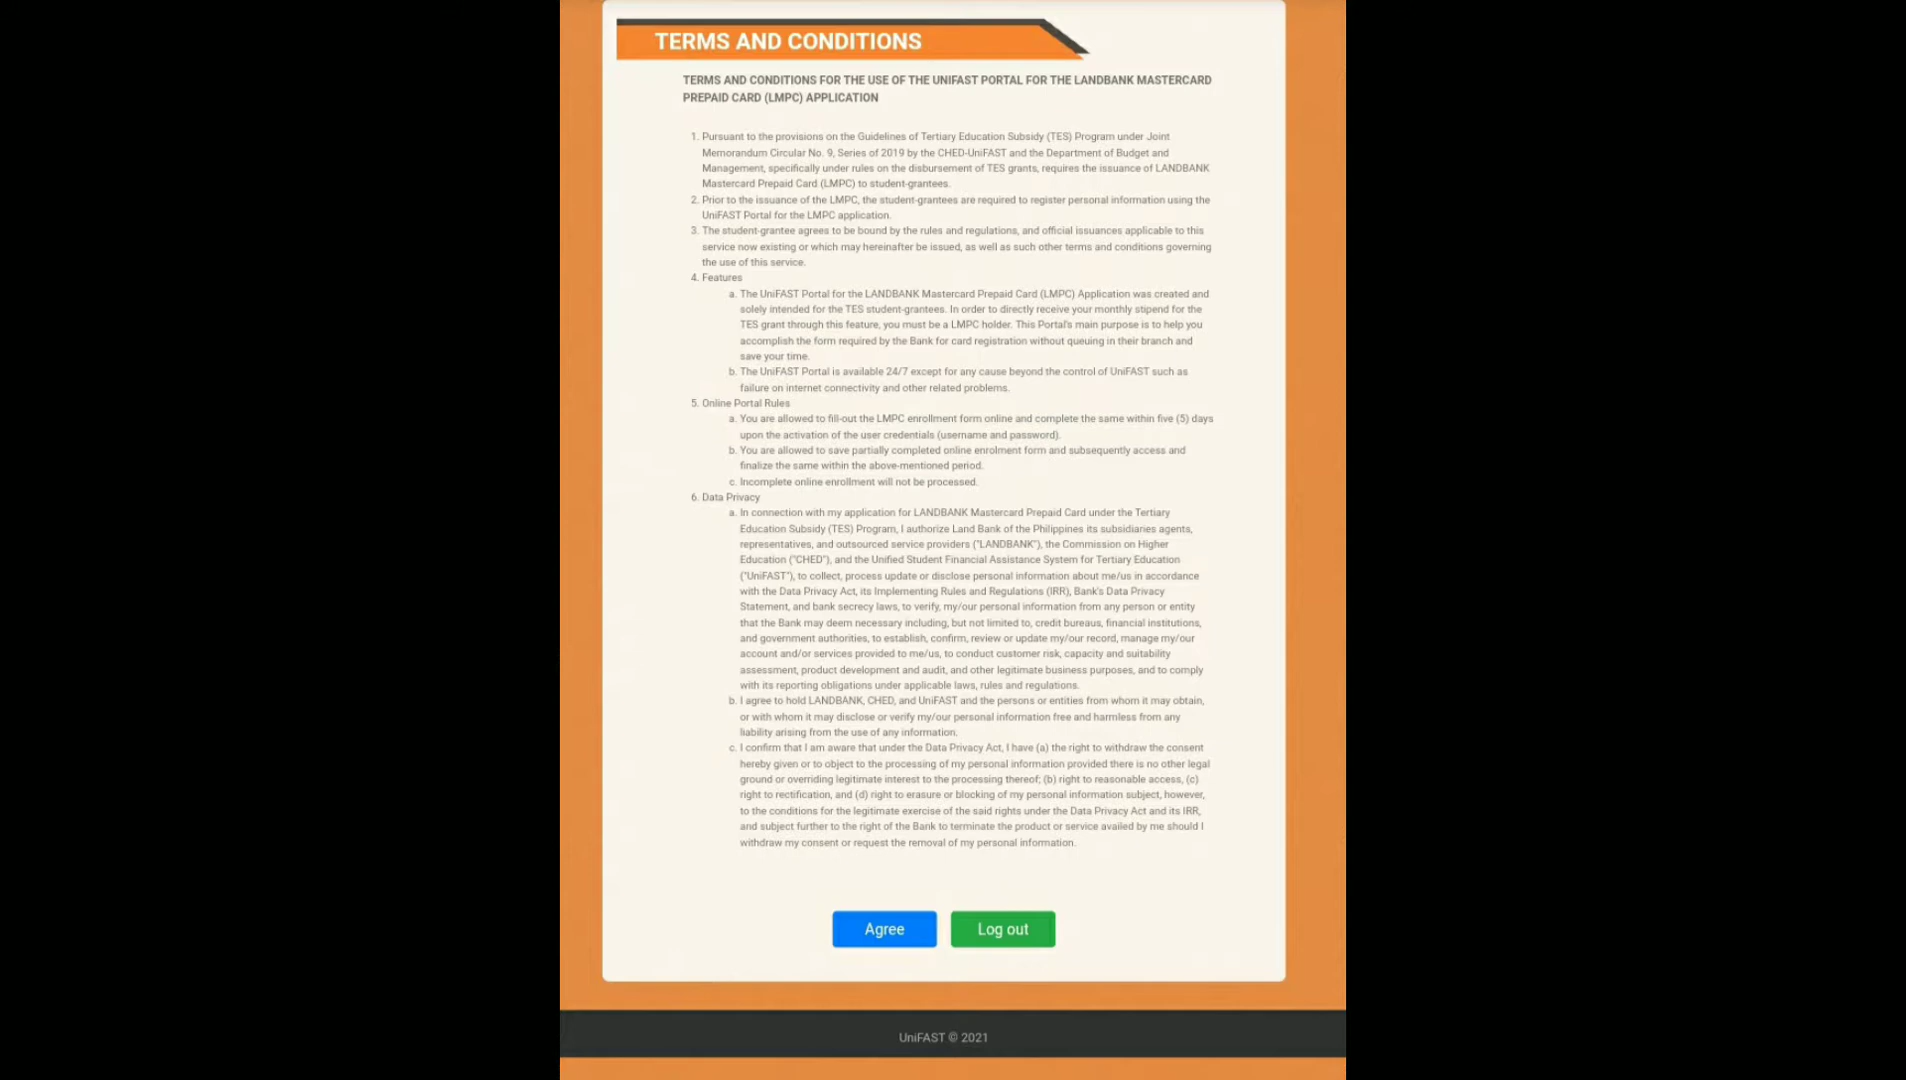 TERMS AND CONDITIONS
TERMS AND CONDITIONS FOR THE USE OF THE UNIFAST PORTAL FOR THE LANDBANK MASTERCARD
PREPAID CARD (LMPC) APPLICATION
1. Pursuant to the provisions on the Guidelines of Tertiary Education Subsidy (TES) Program under Joint
Memorandum Circular No. 9, Series of 2019 by the CHED-UniFAST and the Department of Budget and
Management, specifically under rules on the disbursement of TES grants, requires the issuance of LANDBANK
Mastercard Prepaid Card (LMPC) to student-grantees.
2. Prior to the issuance of the LMPC, the student-grantees are required to register personal information using the
UniFAST Portal for the LMPC application.
3. The student-grantee agrees to be bound by the rules and regulations, and official issuances applicable to this
service now existing or which may hereinafter be issued, as well as such other terms and conditions governing
the use of this service.
4. Features
a. The UniFAST Portal for the LANDBANK Mastercard Prepaid Card (LMPC) Application was created and
solely intended for the TES student-grantees. In order to directly receive your monthly stipend for the
TES grant through this feature, you must be a LMPC holder. This Portal's main purpose is to help you
accomplish the form required by the Bank for card registration without queuing in their branch and
save your time.
b. The UniFAST Portal is available 24/7 except for any cause beyond the control of UniFAST such as
failure on internet connectivity and other related problems.
5. Online Portal Rules
a. You are allowed to fill-out the LMPC enrollment form online and complete the same within five (5) days
upon the activation of the user credentials (username and password).
b. You are allowed to save partially completed online enrolment form and subsequently access and
finalize the same within the above-mentioned period.
c. Incomplete online enrollment will not be processed.
6. Data Privacy
a. In connection with my application for LANDBANK Mastercard Prepaid Card under the Tertiary
Education Subsidy (TES) Program, I authorize Land Bank of the Philippines its subsidiaries agents,
representatives, and outsourced service providers ("LANDBANK"), the Commission on Higher
Education ("CHED"), and the Unified Student Financial Assistance System for Tertiary Education
("UniFAST"), to collect, process update or disclose personal information about me/us in accordance
with the Data Privacy Act, its Implementing Rules and Regulations (IRR), Bank's Data Privacy
Statement, and bank secrecy laws, to verify, my/our personal information from any person or entity
that the Bank may deem necessary including, but not limited to, credit bureaus, financial institutions,
and government authorities, to establish, confirm, review or update my/our record, manage my/our
account and/or services provided to me/us, to conduct customer risk, capacity and suitability
assessment, product development and audit, and other legitimate business purposes, and to comply
with its reporting obligations under applicable laws, rules and regulations.
b. I agree to hold LANDBANK, CHED, and UniFAST and the persons or entities from whom it may obtain,
or with whom it may disclose or verify my/our personal information free and harmless from any
liability arising from the use of any information.
c. I confirm that I am aware that under the Data Privacy Act, I have (a) the right to withdraw the consent
hereby given or to object to the processing of my personal information provided there is no other legal
ground or overriding legitimate interest to the processing thereof; (b) right to reasonable access, (c)
right to rectification, and (d) right to erasure or blocking of my personal information subject, however,
to the conditions for the legitimate exercise of the said rights under the Data Privacy Act and its IRR,
and subject further to the right of the Bank to terminate the product or service availed by me should I
withdraw my consent or request the removal of my personal information.
Agree
Log out
UniFAST © 2021